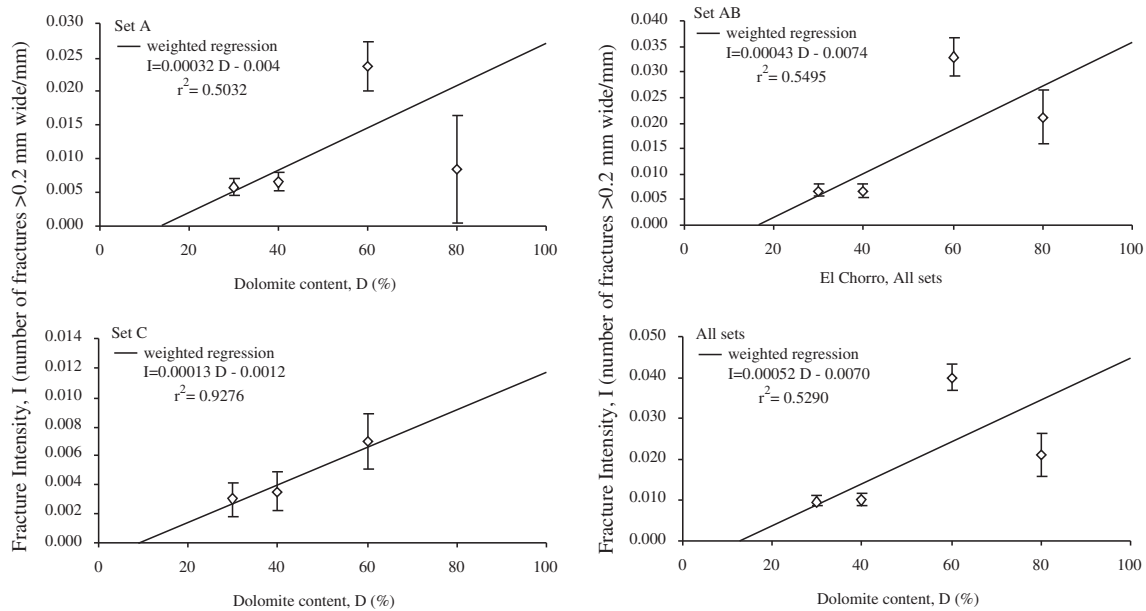 Fracture Intensity, I (number of fractures >0.2 mm wide/mm)
Set A
weighted regression
I=0.00032 D - 0.004
r2= 0.5032
0.030
0.025
0.020
0.015
0.010
0.005
0.000
0 20 40 60 80 100
Dolomite content, D (%)
Fracture Intensity, I (number of fractures >0.2 mm wide/mm)
Set AB
weighted regression
I=0.00043 D - 0.0074
r2= 0.5495
0.040
0.035
0.030
0.025
0.020
0.015
0.010
0.005
0.000
0 20 40 60 80 100
El Chorro, All sets
Set C
weighted regression
I=0.00013 D - 0.0012
r2= 0.9276
0.014
0.012
0.010
0.008
0.006
0.004
0.002
0.000
0 20 40 60 80 100
Dolomite content, D (%)
All sets
weighted regression
I=0.00052 D - 0.0070
r2= 0.5290
0.050
0.040
0.030
0.020
0.010
0.000
0 20 40 60 80 100
Dolomite content, D (%)